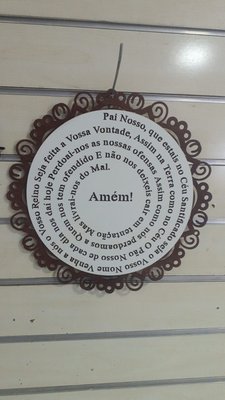 Pai Nosso, que estais no Céu Santificado seja o Vosso Nome Venha a nós o Vosso Reino Seja feita a Vossa Vontade, Assim na Terra como no Céu O Pão Nosso de cada dia nos dai hoje Perdoai-nos as nossas ofensas Assim como nós perdoamos a Quem nos tem ofendido E não nos deixeis cair em tentação Mas livrai-nos do Mal.
Amém!